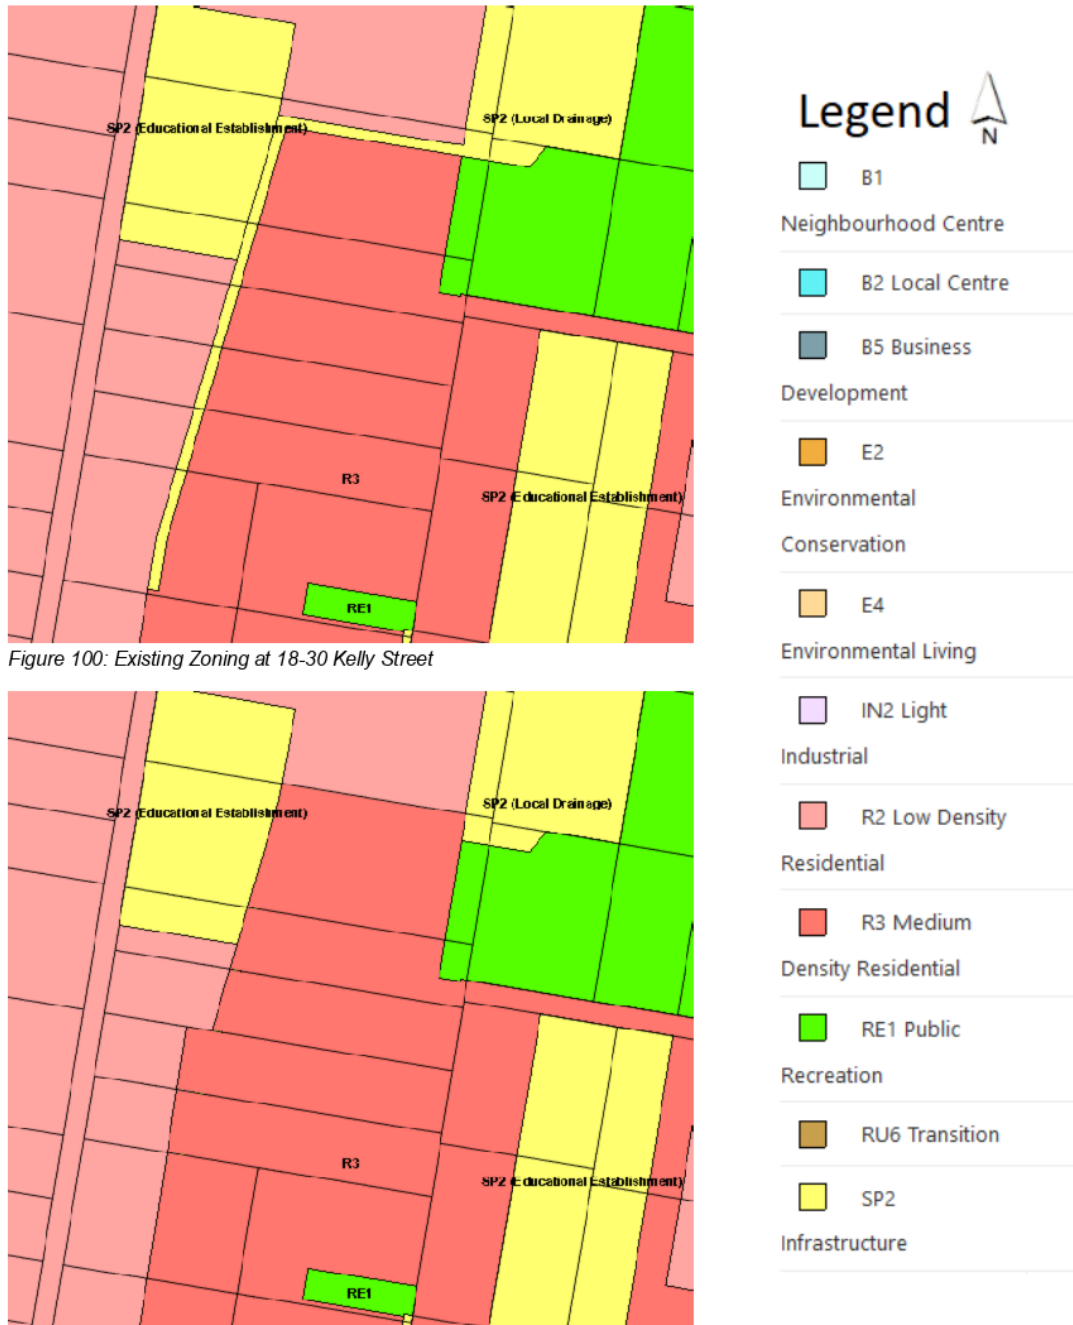 SP2 (Educational Establishment)
SP2 (Local Drainage)
R3
SP2 (Educational Establishment)
RE1
Figure 100: Existing Zoning at 18-30 Kelly Street
SP2 (Educational Establishment)
SP2 (Local Drainage)
R3
SP2 (Educational Establishment)
RE1
Legend
N
B1
Neighbourhood Centre
B2 Local Centre
B5 Business
Development
E2
Environmental
Conservation
E4
Environmental Living
IN2 Light
Industrial
R2 Low Density
Residential
R3 Medium
Density Residential
RE1 Public
Recreation
RU6 Transition
SP2
Infrastructure